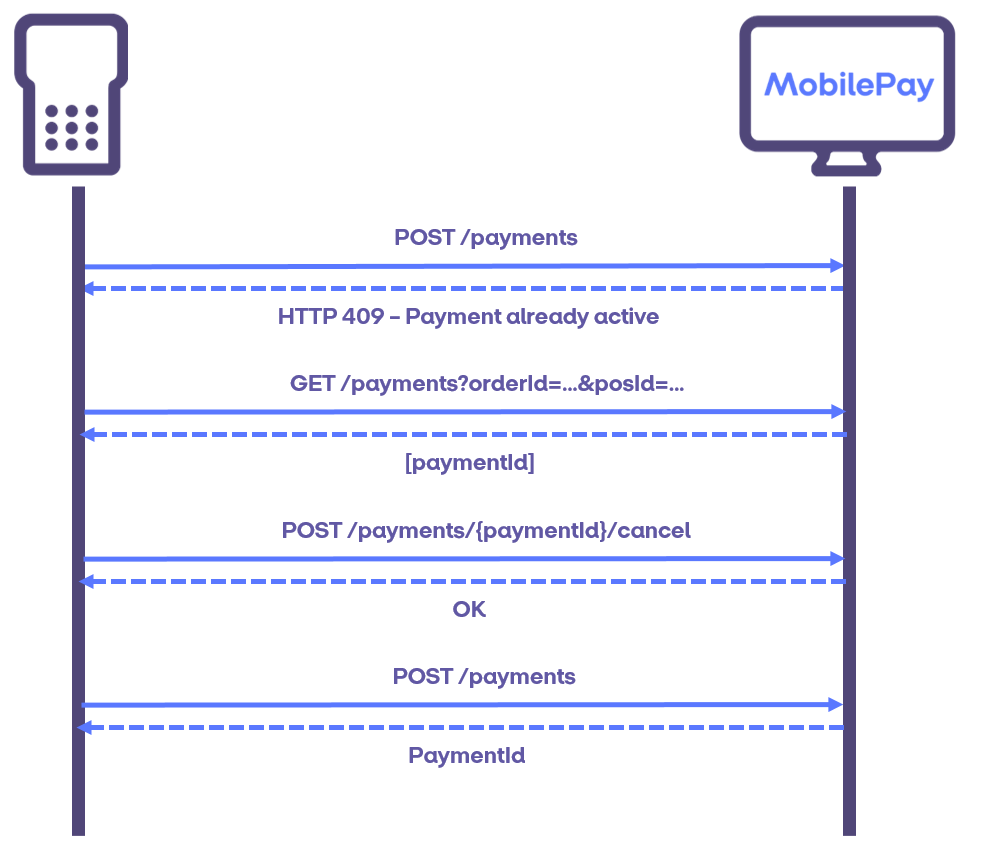 MobilePay
POST /payments
HTTP 409 – Payment already active
GET /payments?orderId=...&posId=...
[paymentId]
POST /payments/{paymentId}/cancel
OK
POST /payments
PaymentId